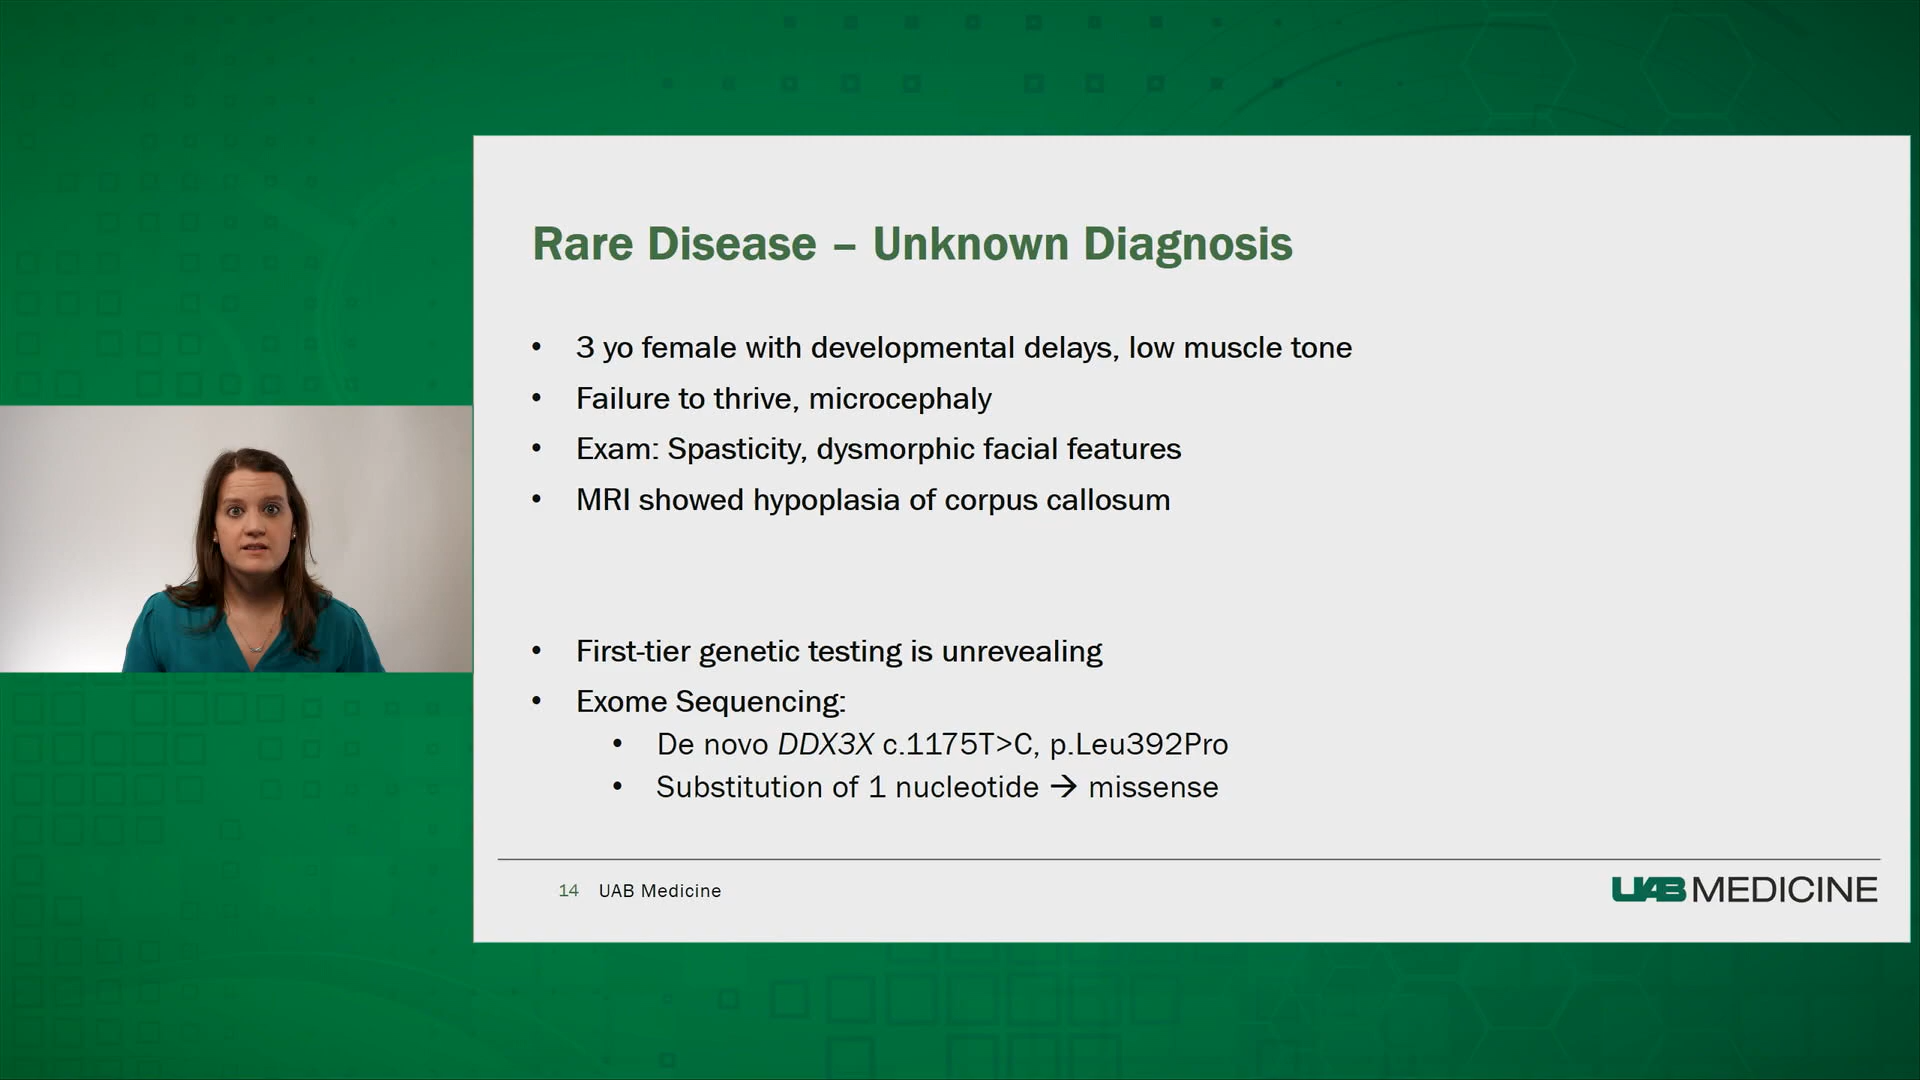 Rare Disease – Unknown Diagnosis
• 3 yo female with developmental delays, low muscle tone
• Failure to thrive, microcephaly
• Exam: Spasticity, dysmorphic facial features
• MRI showed hypoplasia of corpus callosum
• First-tier genetic testing is unrevealing
• Exome Sequencing:
• De novo DDX3X c.1175T>C, p.Leu392Pro
• Substitution of 1 nucleotide → missense
14 UAB Medicine
UAB MEDICINE